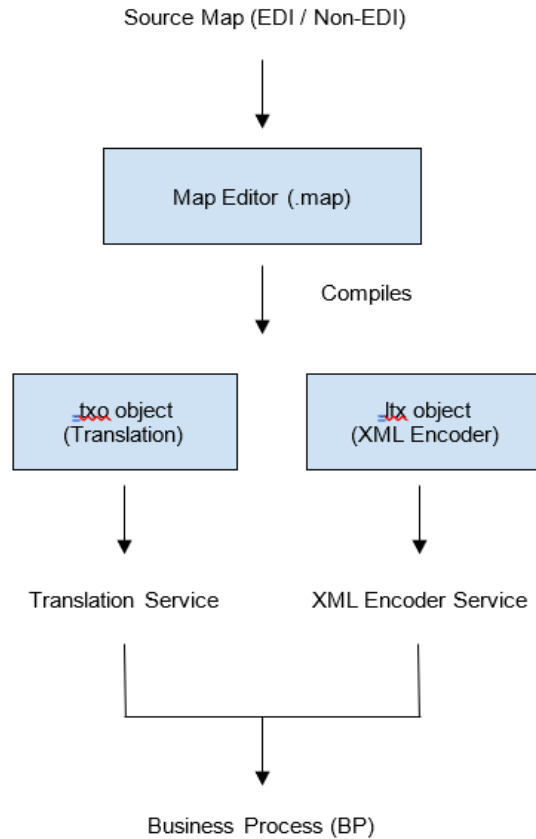 Source Map (EDI / Non-EDI)
Map Editor (.map)
Compiles
.txo object
(Translation)
.ltx object
(XML Encoder)
Translation Service
XML Encoder Service
Business Process (BP)